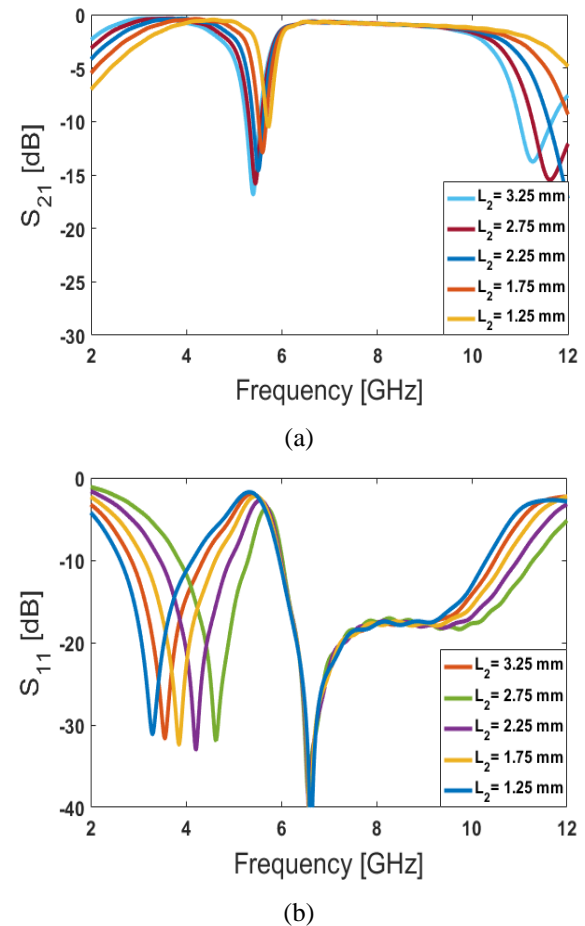 0
-5
-10
-15
-20
-25
-30
S21 [dB]
L2= 3.25 mm
L2= 2.75 mm
L2= 2.25 mm
L2= 1.75 mm
L2= 1.25 mm
2 4 6 8 10 12
Frequency [GHz]
(a)
0
-10
-20
-30
-40
S11 [dB]
L2= 3.25 mm
L2= 2.75 mm
L2= 2.25 mm
L2= 1.75 mm
L2= 1.25 mm
2 4 6 8 10 12
Frequency [GHz]
(b)